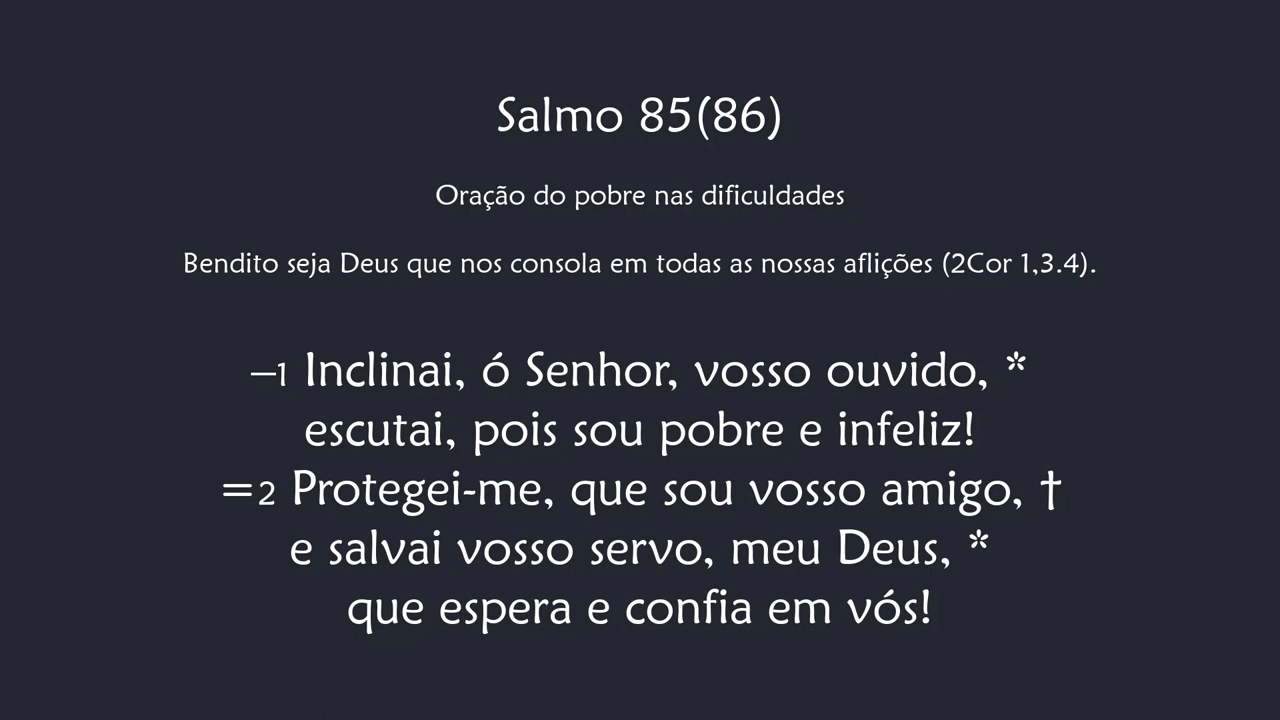 Salmo 85(86)
Oração do pobre nas dificuldades
Bendito seja Deus que nos consola em todas as nossas aflições (2Cor 1,3.4).
–1 Inclinai, ó Senhor, vosso ouvido, *
escutai, pois sou pobre e infeliz!
=2 Protegei-me, que sou vosso amigo, †
e salvai vosso servo, meu Deus, *
que espera e confia em vós!